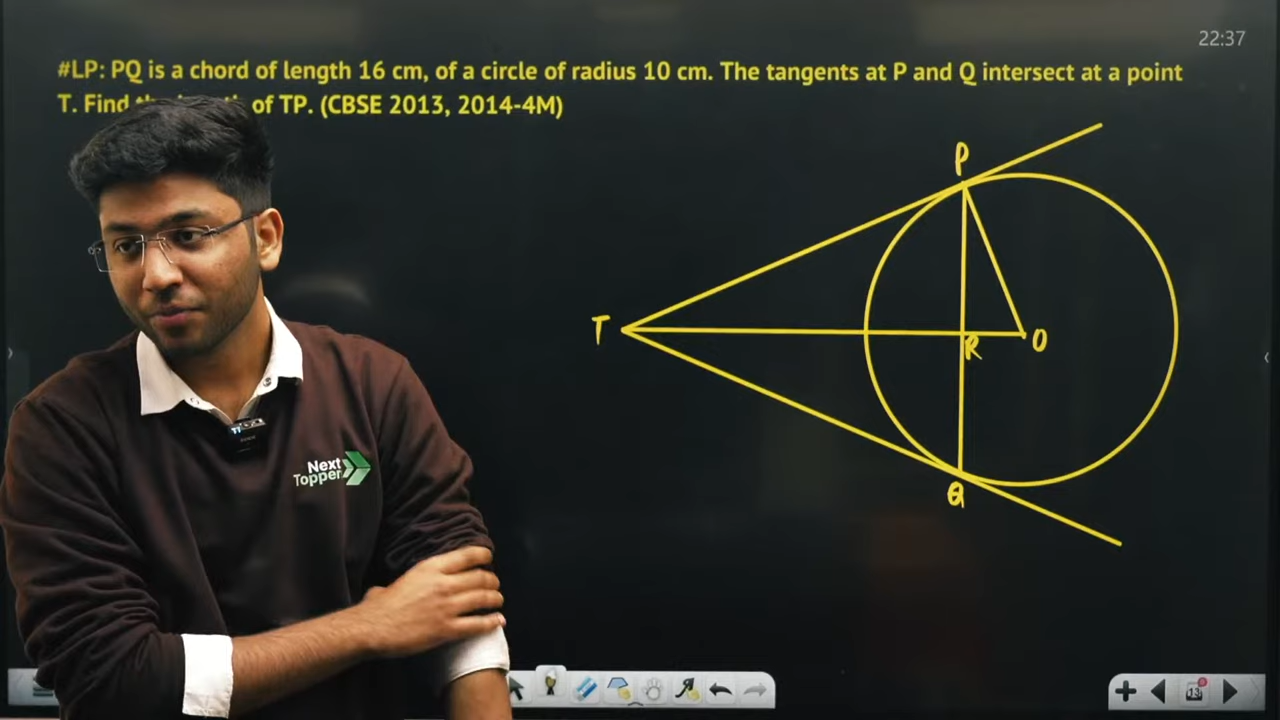 22:37
#LP: PQ is a chord of length 16 cm, of a circle of radius 10 cm. The tangents at P and Q intersect at a point
T. Find of TP. (CBSE 2013, 2014-4M)
P
T
R
O
Q
Next
Topper